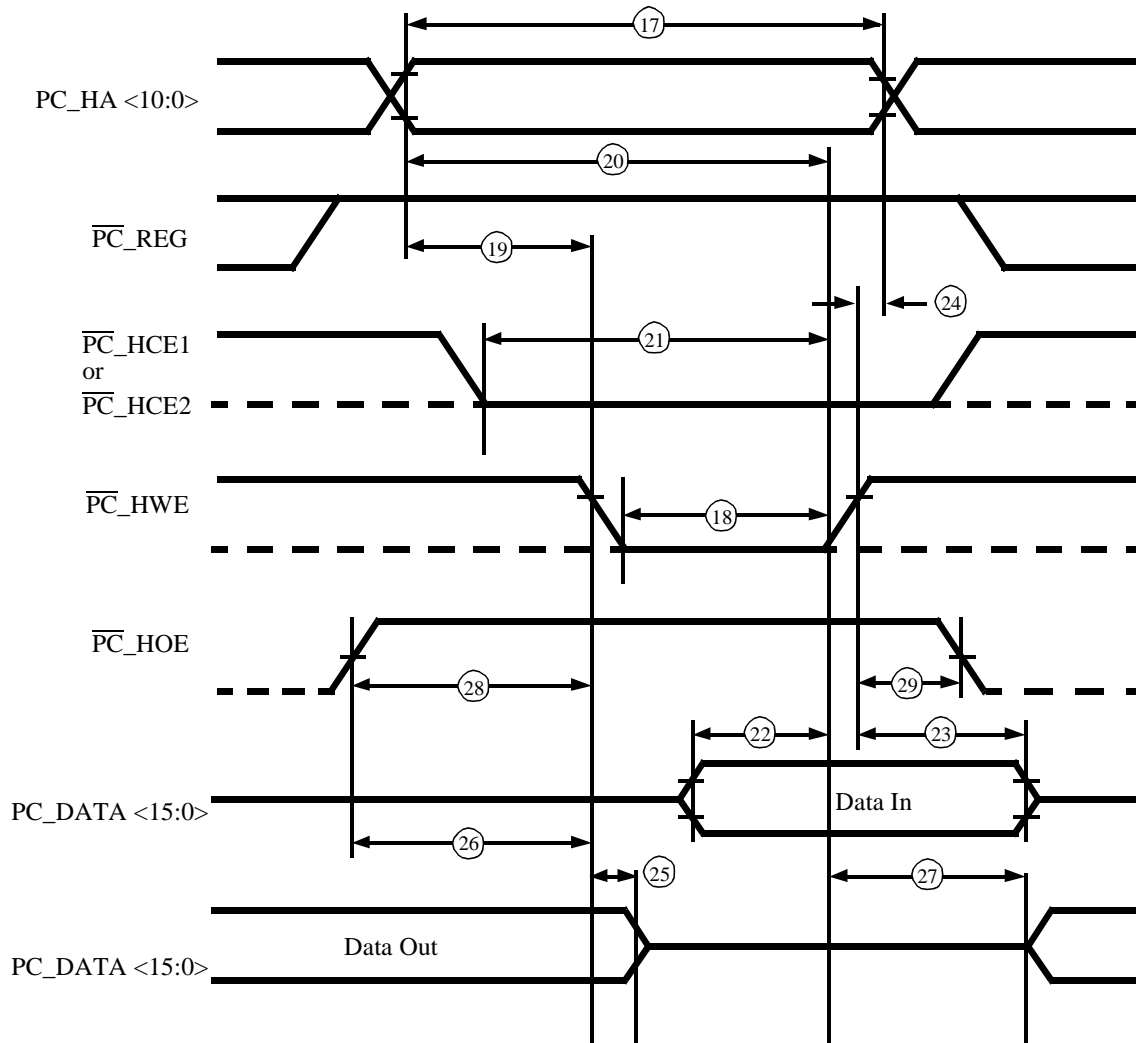 17
PC_HA <10:0>
20
PC_REG
19
24
PC_HCE1
or
PC_HCE2
21
PC_HWE
18
PC_HOE
28
29
22
23
PC_DATA <15:0>
Data In
26
25
27
Data Out
PC_DATA <15:0>